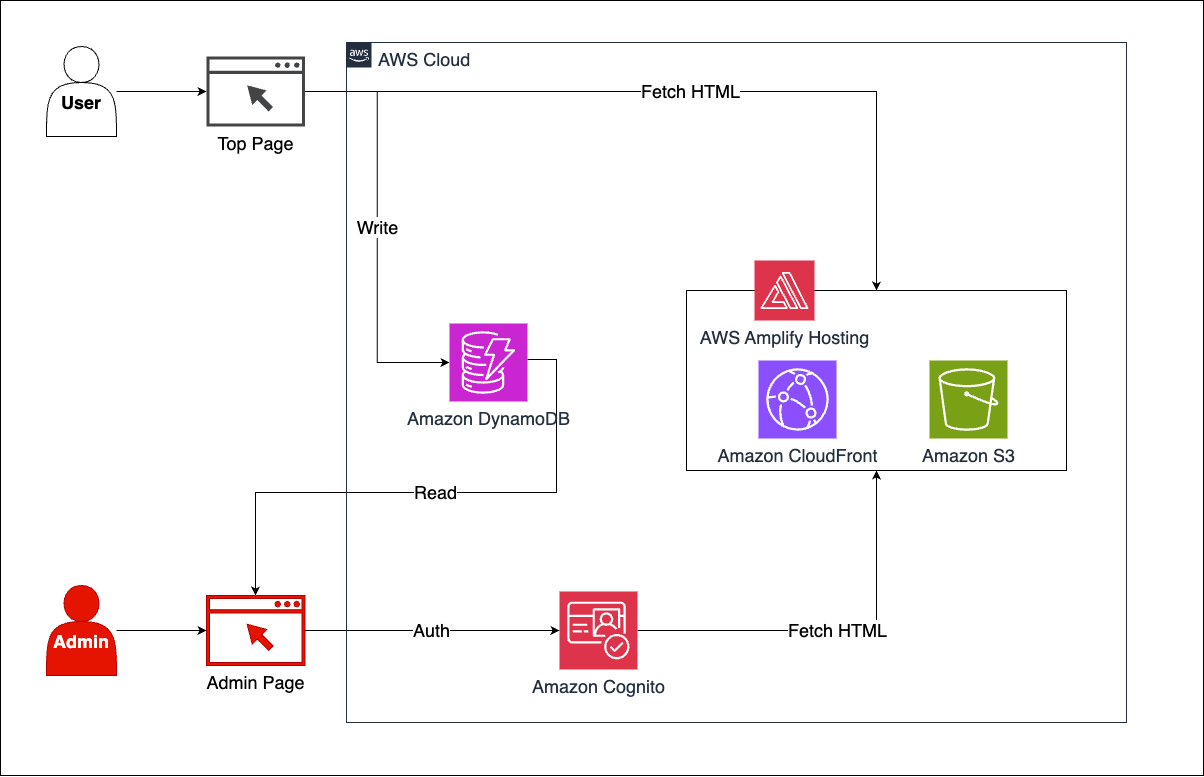 aws
AWS Cloud
User
Top Page
Fetch HTML
Write
AWS Amplify Hosting
Amazon DynamoDB
Amazon CloudFront
Amazon S3
Read
Admin
Admin Page
Auth
Fetch HTML
Amazon Cognito